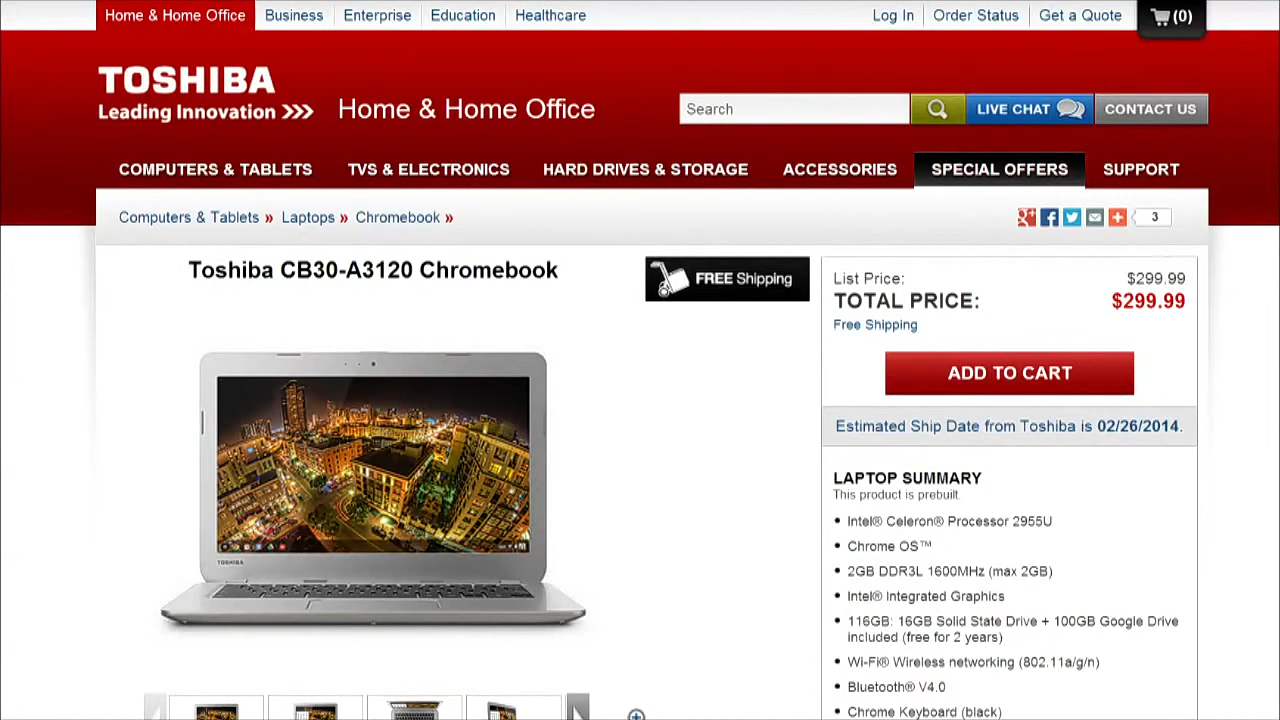 Home & Home Office
Business
Enterprise
Education
Healthcare
Log In
Order Status
Get a Quote
(0)
TOSHIBA
Leading Innovation >>>
Home & Home Office
Search
LIVE CHAT
CONTACT US
COMPUTERS & TABLETS
TVS & ELECTRONICS
HARD DRIVES & STORAGE
ACCESSORIES
SPECIAL OFFERS
SUPPORT
Computers & Tablets » Laptops » Chromebook »
3
Toshiba CB30-A3120 Chromebook
FREE Shipping
List Price: $299.99
TOTAL PRICE: $299.99
Free Shipping
ADD TO CART
Estimated Ship Date from Toshiba is 02/26/2014.
LAPTOP SUMMARY
This product is prebuilt.
• Intel® Celeron® Processor 2955U
• Chrome OS™
• 2GB DDR3L 1600MHz (max 2GB)
• Intel® Integrated Graphics
• 116GB: 16GB Solid State Drive + 100GB Google Drive
included (free for 2 years)
• Wi-Fi® Wireless networking (802.11a/g/n)
• Bluetooth® V4.0
• Chrome Keyboard (black)
TOSHIBA